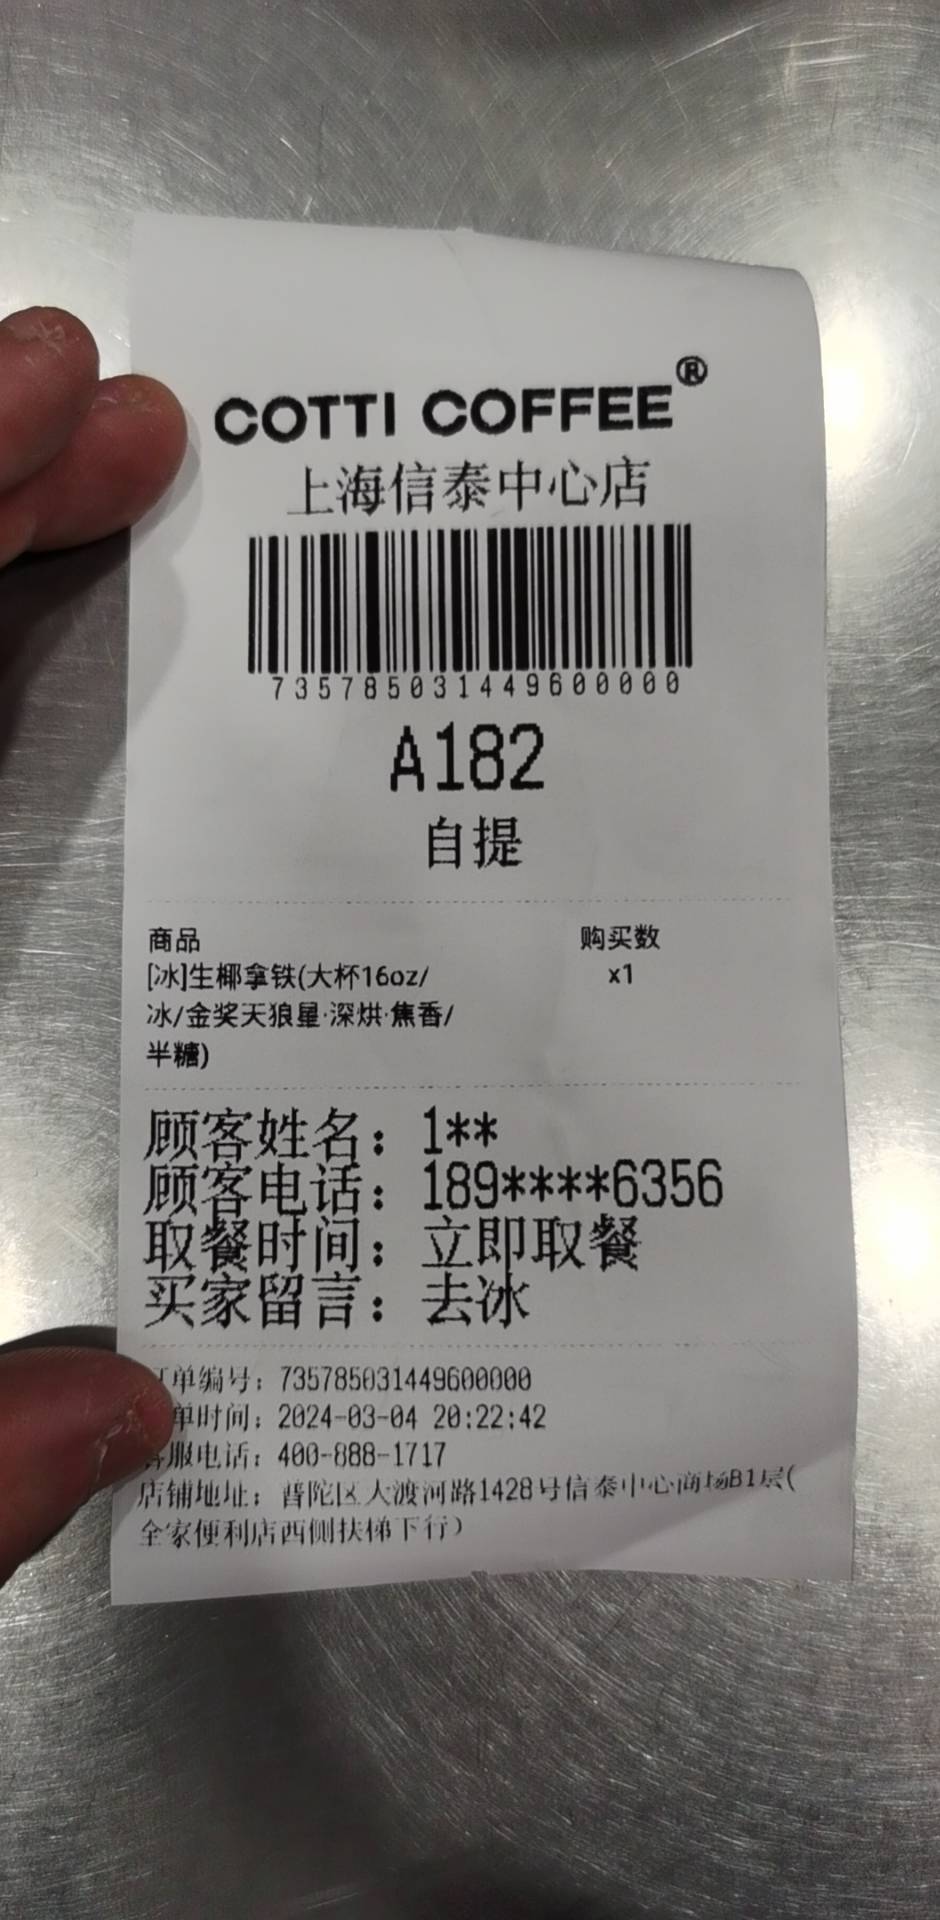 COTTI COFFEE®
上海信泰中心店
735785031449600000
A182
自提
商品 购买数
[冰]生椰拿铁(大杯16oz/ x1
冰/金奖天狼星·深烘·焦香/
半糖)
顾客姓名：1**
顾客电话：189****6356
取餐时间：立即取餐
买家留言：去冰
单编号：735785031449600000
单时间：2024-03-04 20:22:42
客服电话：400-888-1717
店铺地址：普陀区大渡河路1428号信泰中心商场B1层(
全家便利店西侧扶梯下行)